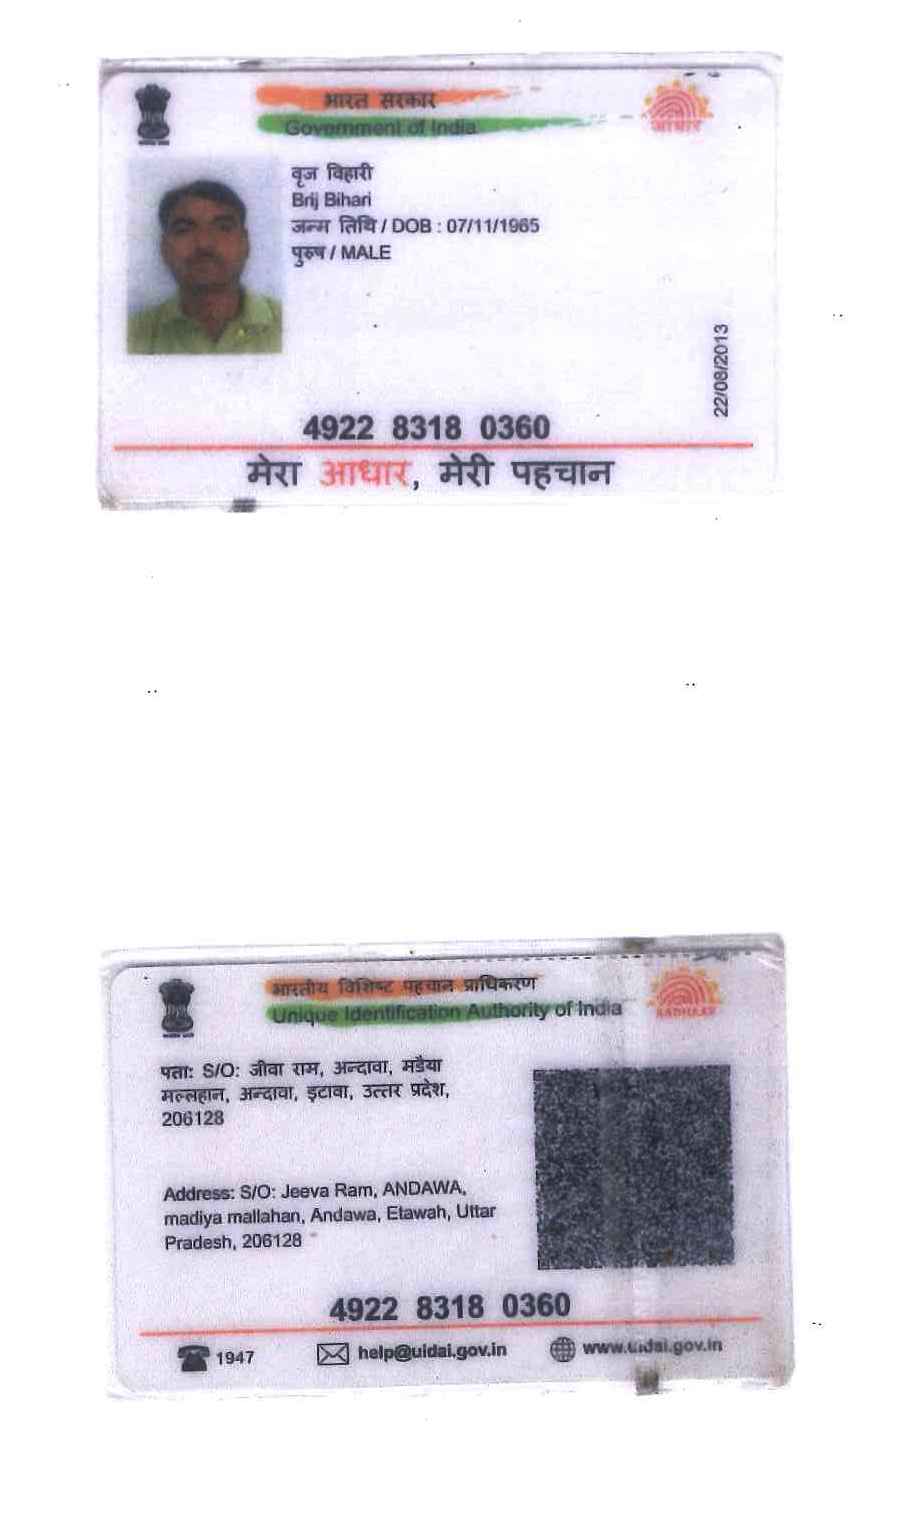 भारत सरकार
Government of India
आधार
वृज विहारी
Brij Bihari
जन्म तिथि / DOB : 07/11/1965
पुरुष / MALE
22/08/2013
4922 8318 0360
मेरा आधार, मेरी पहचान
भारतीय विशिष्ट पहचान प्राधिकरण
Unique Identification Authority of India
AADHAAR
पता: S/O: जीवा राम, अन्दावा, मडैया
मल्लहान, अन्दावा, इटावा, उत्तर प्रदेश,
206128
Address: S/O: Jeeva Ram, ANDAWA,
madiya mallahan, Andawa, Etawah, Uttar
Pradesh, 206128
4922 8318 0360
1947
help@uidai.gov.in
www.uidai.gov.in